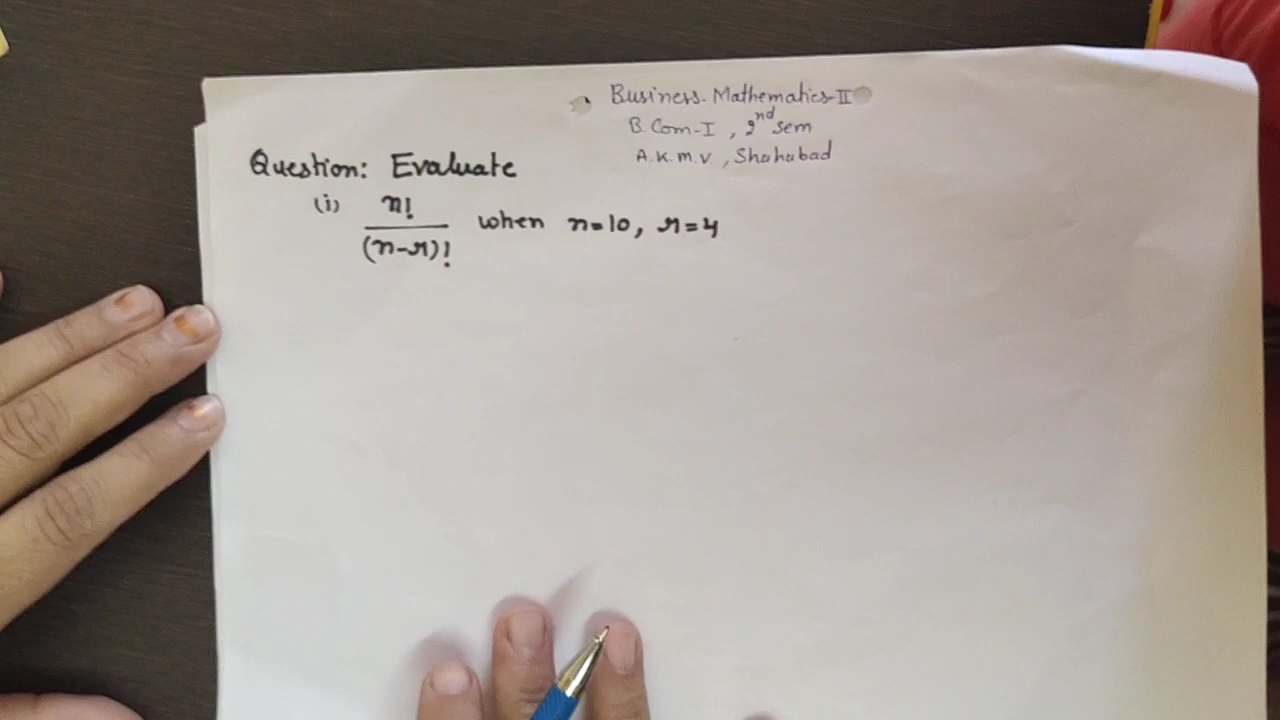 Business Mathematics-II
B.Com-I, 2nd Sem
A.K.M.V, Shahabad
Question: Evaluate
(i) n!/(n-r)! when n=10, r=4